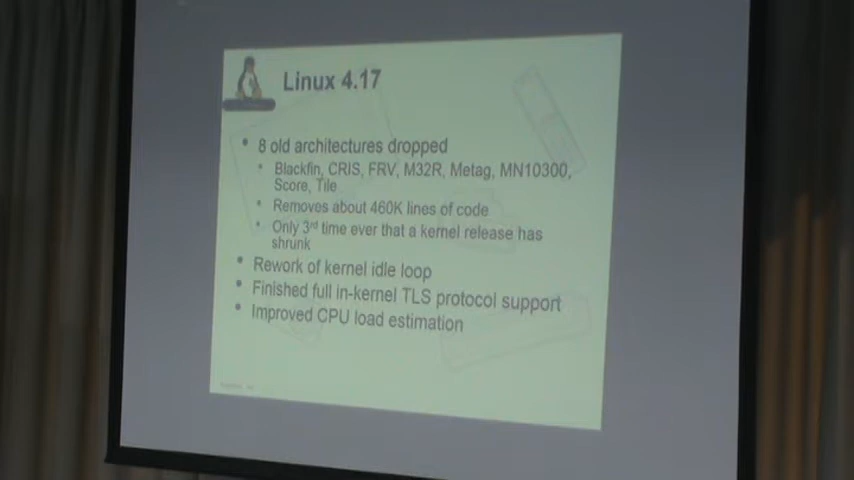 Linux 4.17
8 old architectures dropped
Blackfin, CRIS, FRV, M32R, Metag, MN10300,
Score, Tile
Removes about 460K lines of code
Only 3rd time ever that a kernel release has
shrunk
Rework of kernel idle loop
Finished full in-kernel TLS protocol support
Improved CPU load estimation